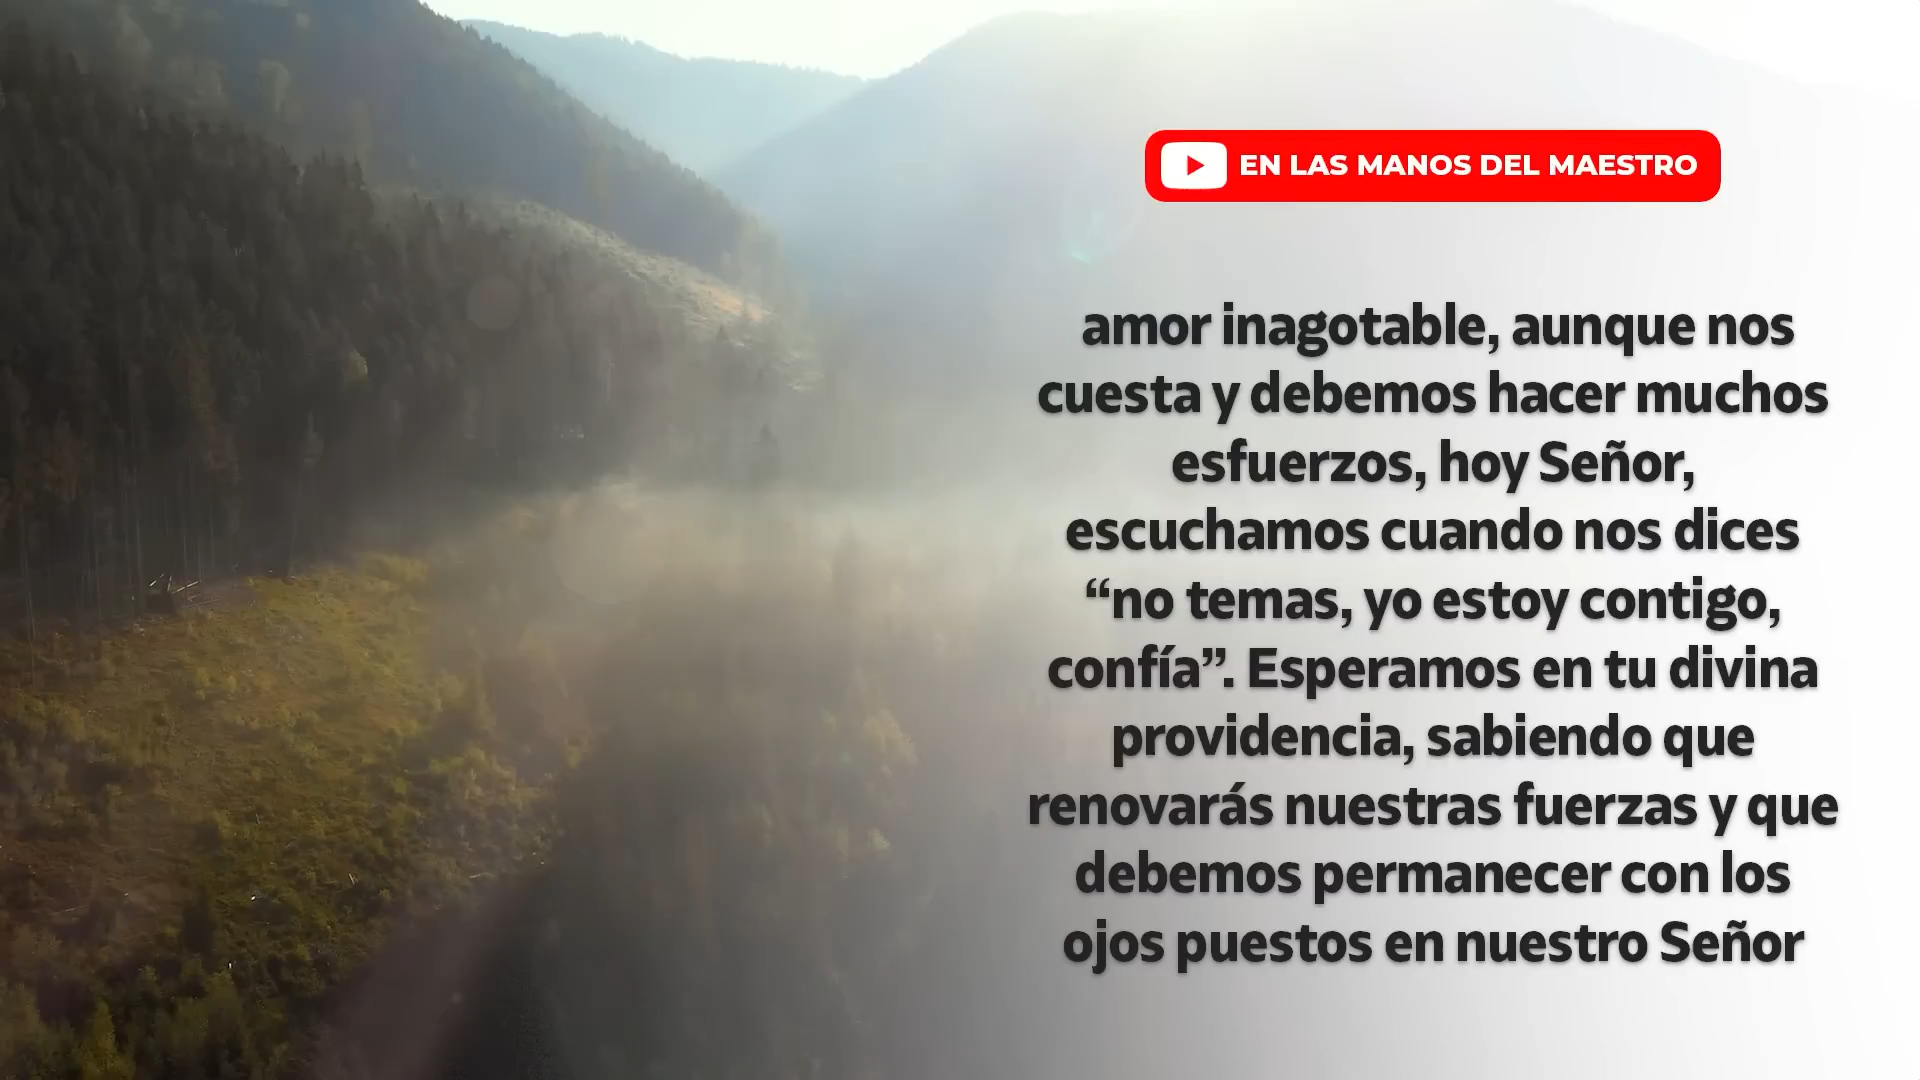 EN LAS MANOS DEL MAESTRO
amor inagotable, aunque nos
cuesta y debemos hacer muchos
esfuerzos, hoy Señor,
escuchamos cuando nos dices
“no temas, yo estoy contigo,
confía”. Esperamos en tu divina
providencia, sabiendo que
renovarás nuestras fuerzas y que
debemos permanecer con los
ojos puestos en nuestro Señor